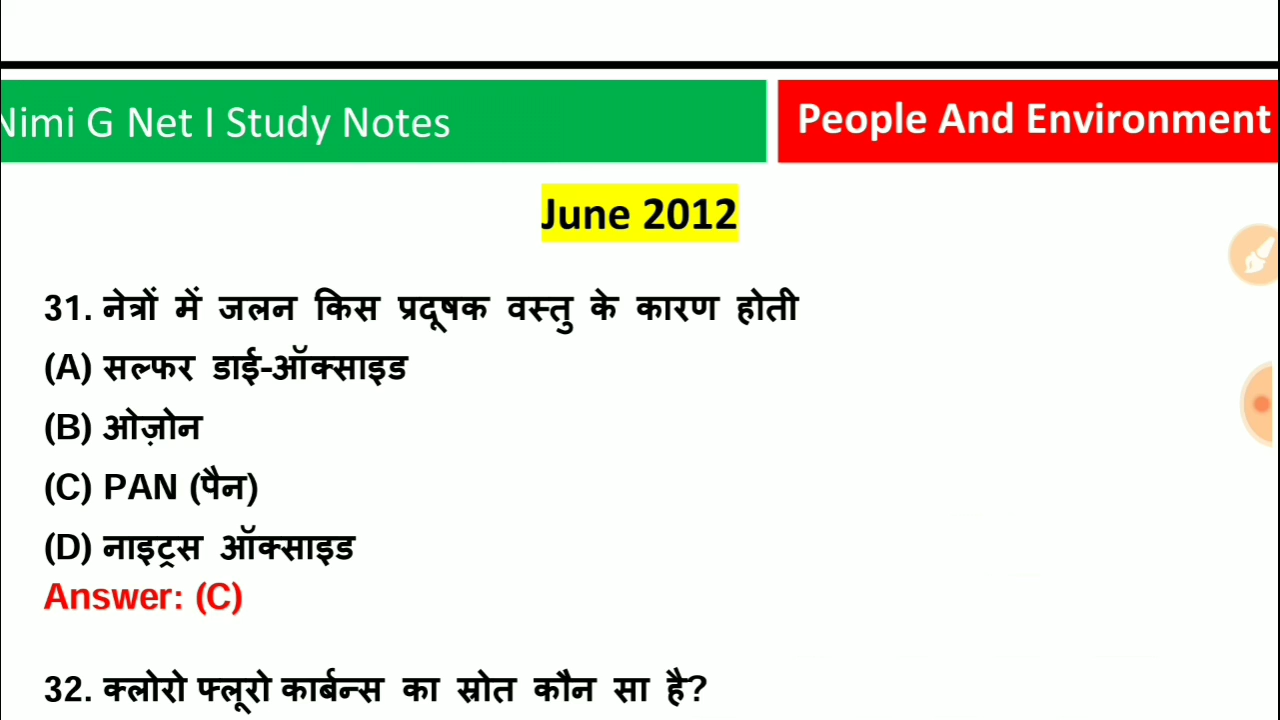 Nimi G Net I Study Notes
People And Environment
June 2012
31. नेत्रों में जलन किस प्रदूषक वस्तु के कारण होती
(A) सल्फर डाई-ऑक्साइड
(B) ओज़ोन
(C) PAN (पैन)
(D) नाइट्रस ऑक्साइड
Answer: (C)
32. क्लोरो फ्लूरो कार्बन्स का स्रोत कौन सा है?